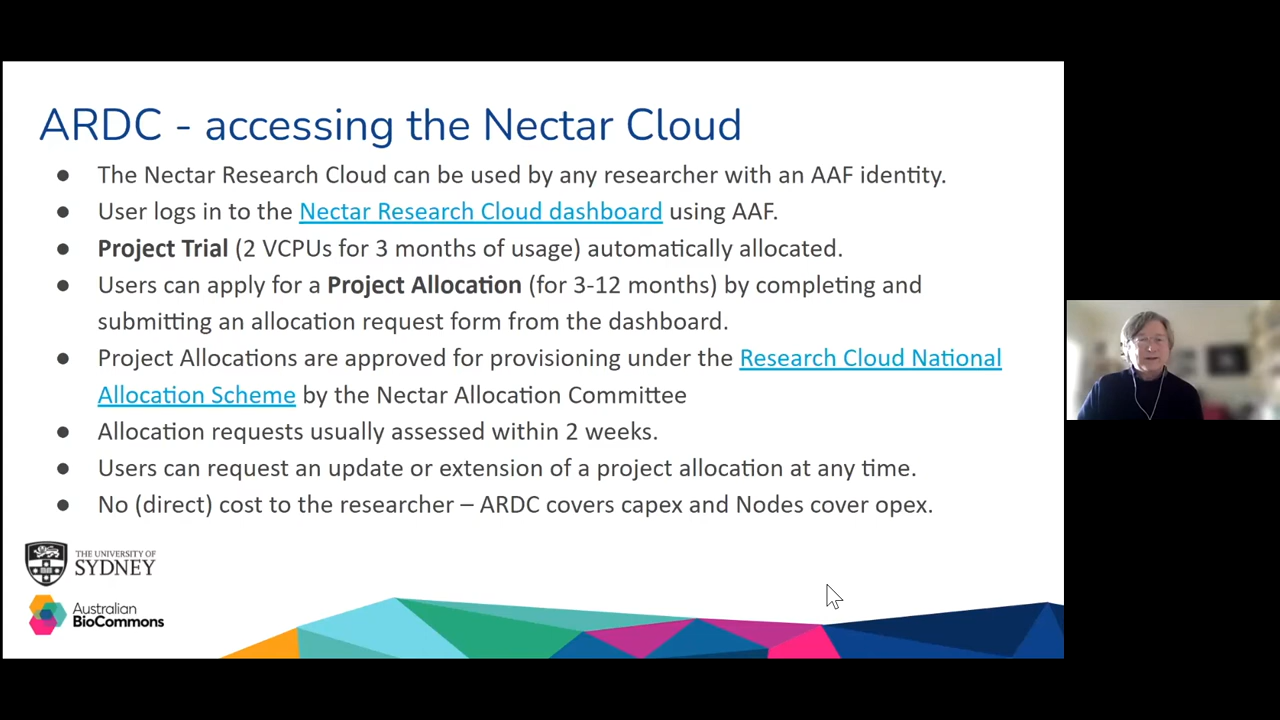 ARDC - accessing the Nectar Cloud
● The Nectar Research Cloud can be used by any researcher with an AAF identity.
● User logs in to the Nectar Research Cloud dashboard using AAF.
● Project Trial (2 VCPUs for 3 months of usage) automatically allocated.
● Users can apply for a Project Allocation (for 3-12 months) by completing and
submitting an allocation request form from the dashboard.
● Project Allocations are approved for provisioning under the Research Cloud National
Allocation Scheme by the Nectar Allocation Committee
● Allocation requests usually assessed within 2 weeks.
● Users can request an update or extension of a project allocation at any time.
● No (direct) cost to the researcher – ARDC covers capex and Nodes cover opex.
THE UNIVERSITY OF
SYDNEY
Australian
BioCommons